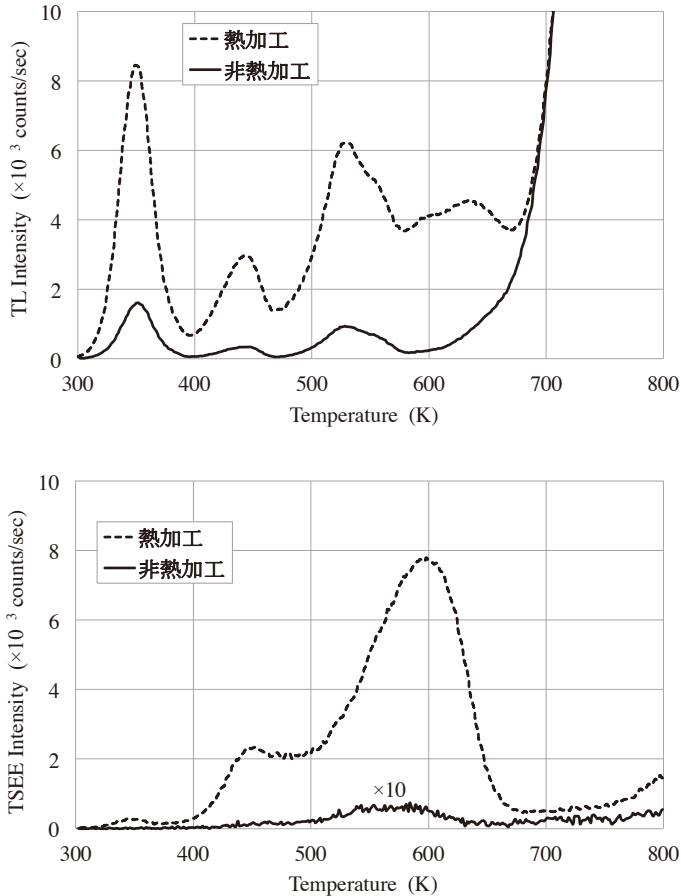 10
8
6
4
2
0
TL Intensity (×10 ³ counts/sec)
熱加工
非熱加工
300 400 500 600 700 800
Temperature (K)
10
8
6
4
2
0
TSEE Intensity (×10 ³ counts/sec)
熱加工
非熱加工
×10
300 400 500 600 700 800
Temperature (K)